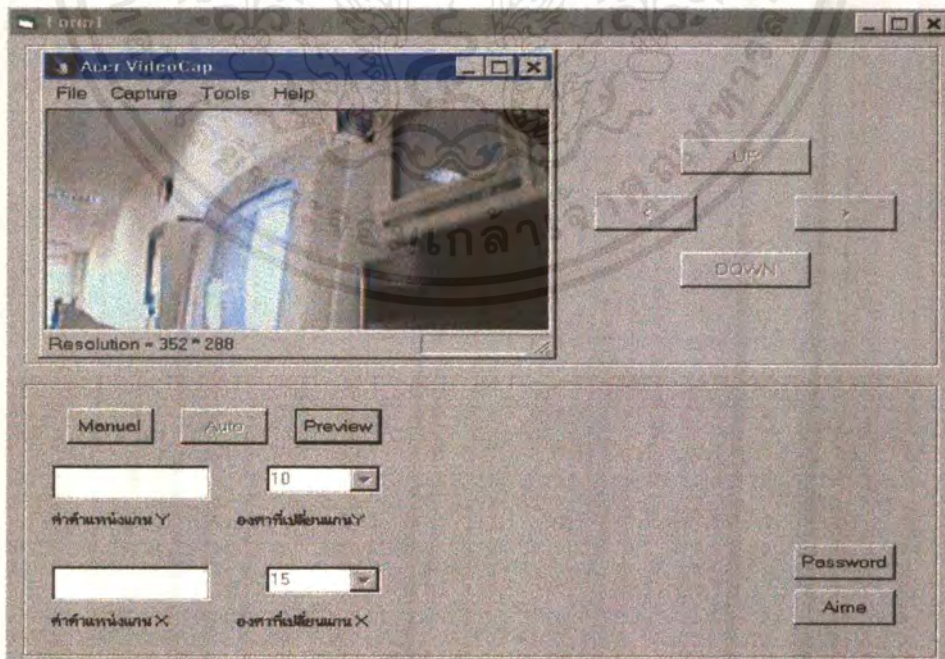 Form1
Acer VideoCap
File Capture Tools Help
Resolution = 352 * 288
UP
< >
DOWN
Manual Auto Preview
10
ค่าตำแหน่งแกน Y องศาที่เปลี่ยนแกน Y
15
ค่าตำแหน่งแกน X องศาที่เปลี่ยนแกน X
Password
Aime